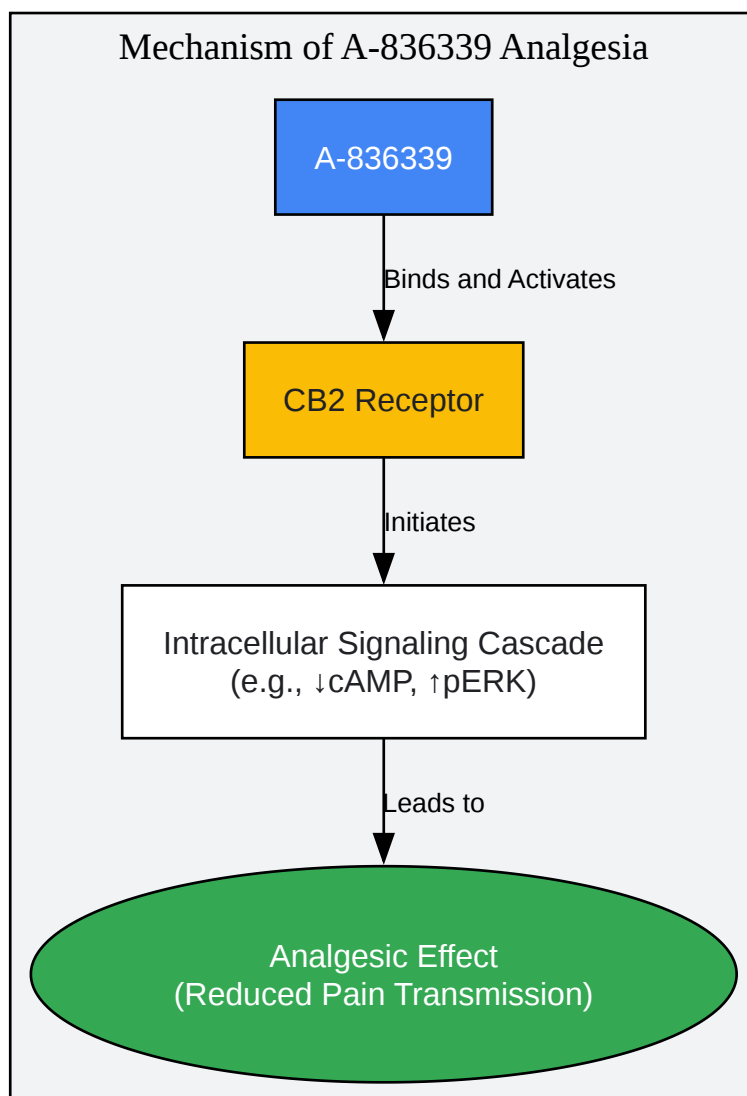 Mechanism of A-836339 Analgesia
A-836339
Binds and Activates
CB2 Receptor
Initiates
Intracellular Signaling Cascade
(e.g., ↓cAMP, ↑pERK)
Leads to
Analgesic Effect
(Reduced Pain Transmission)